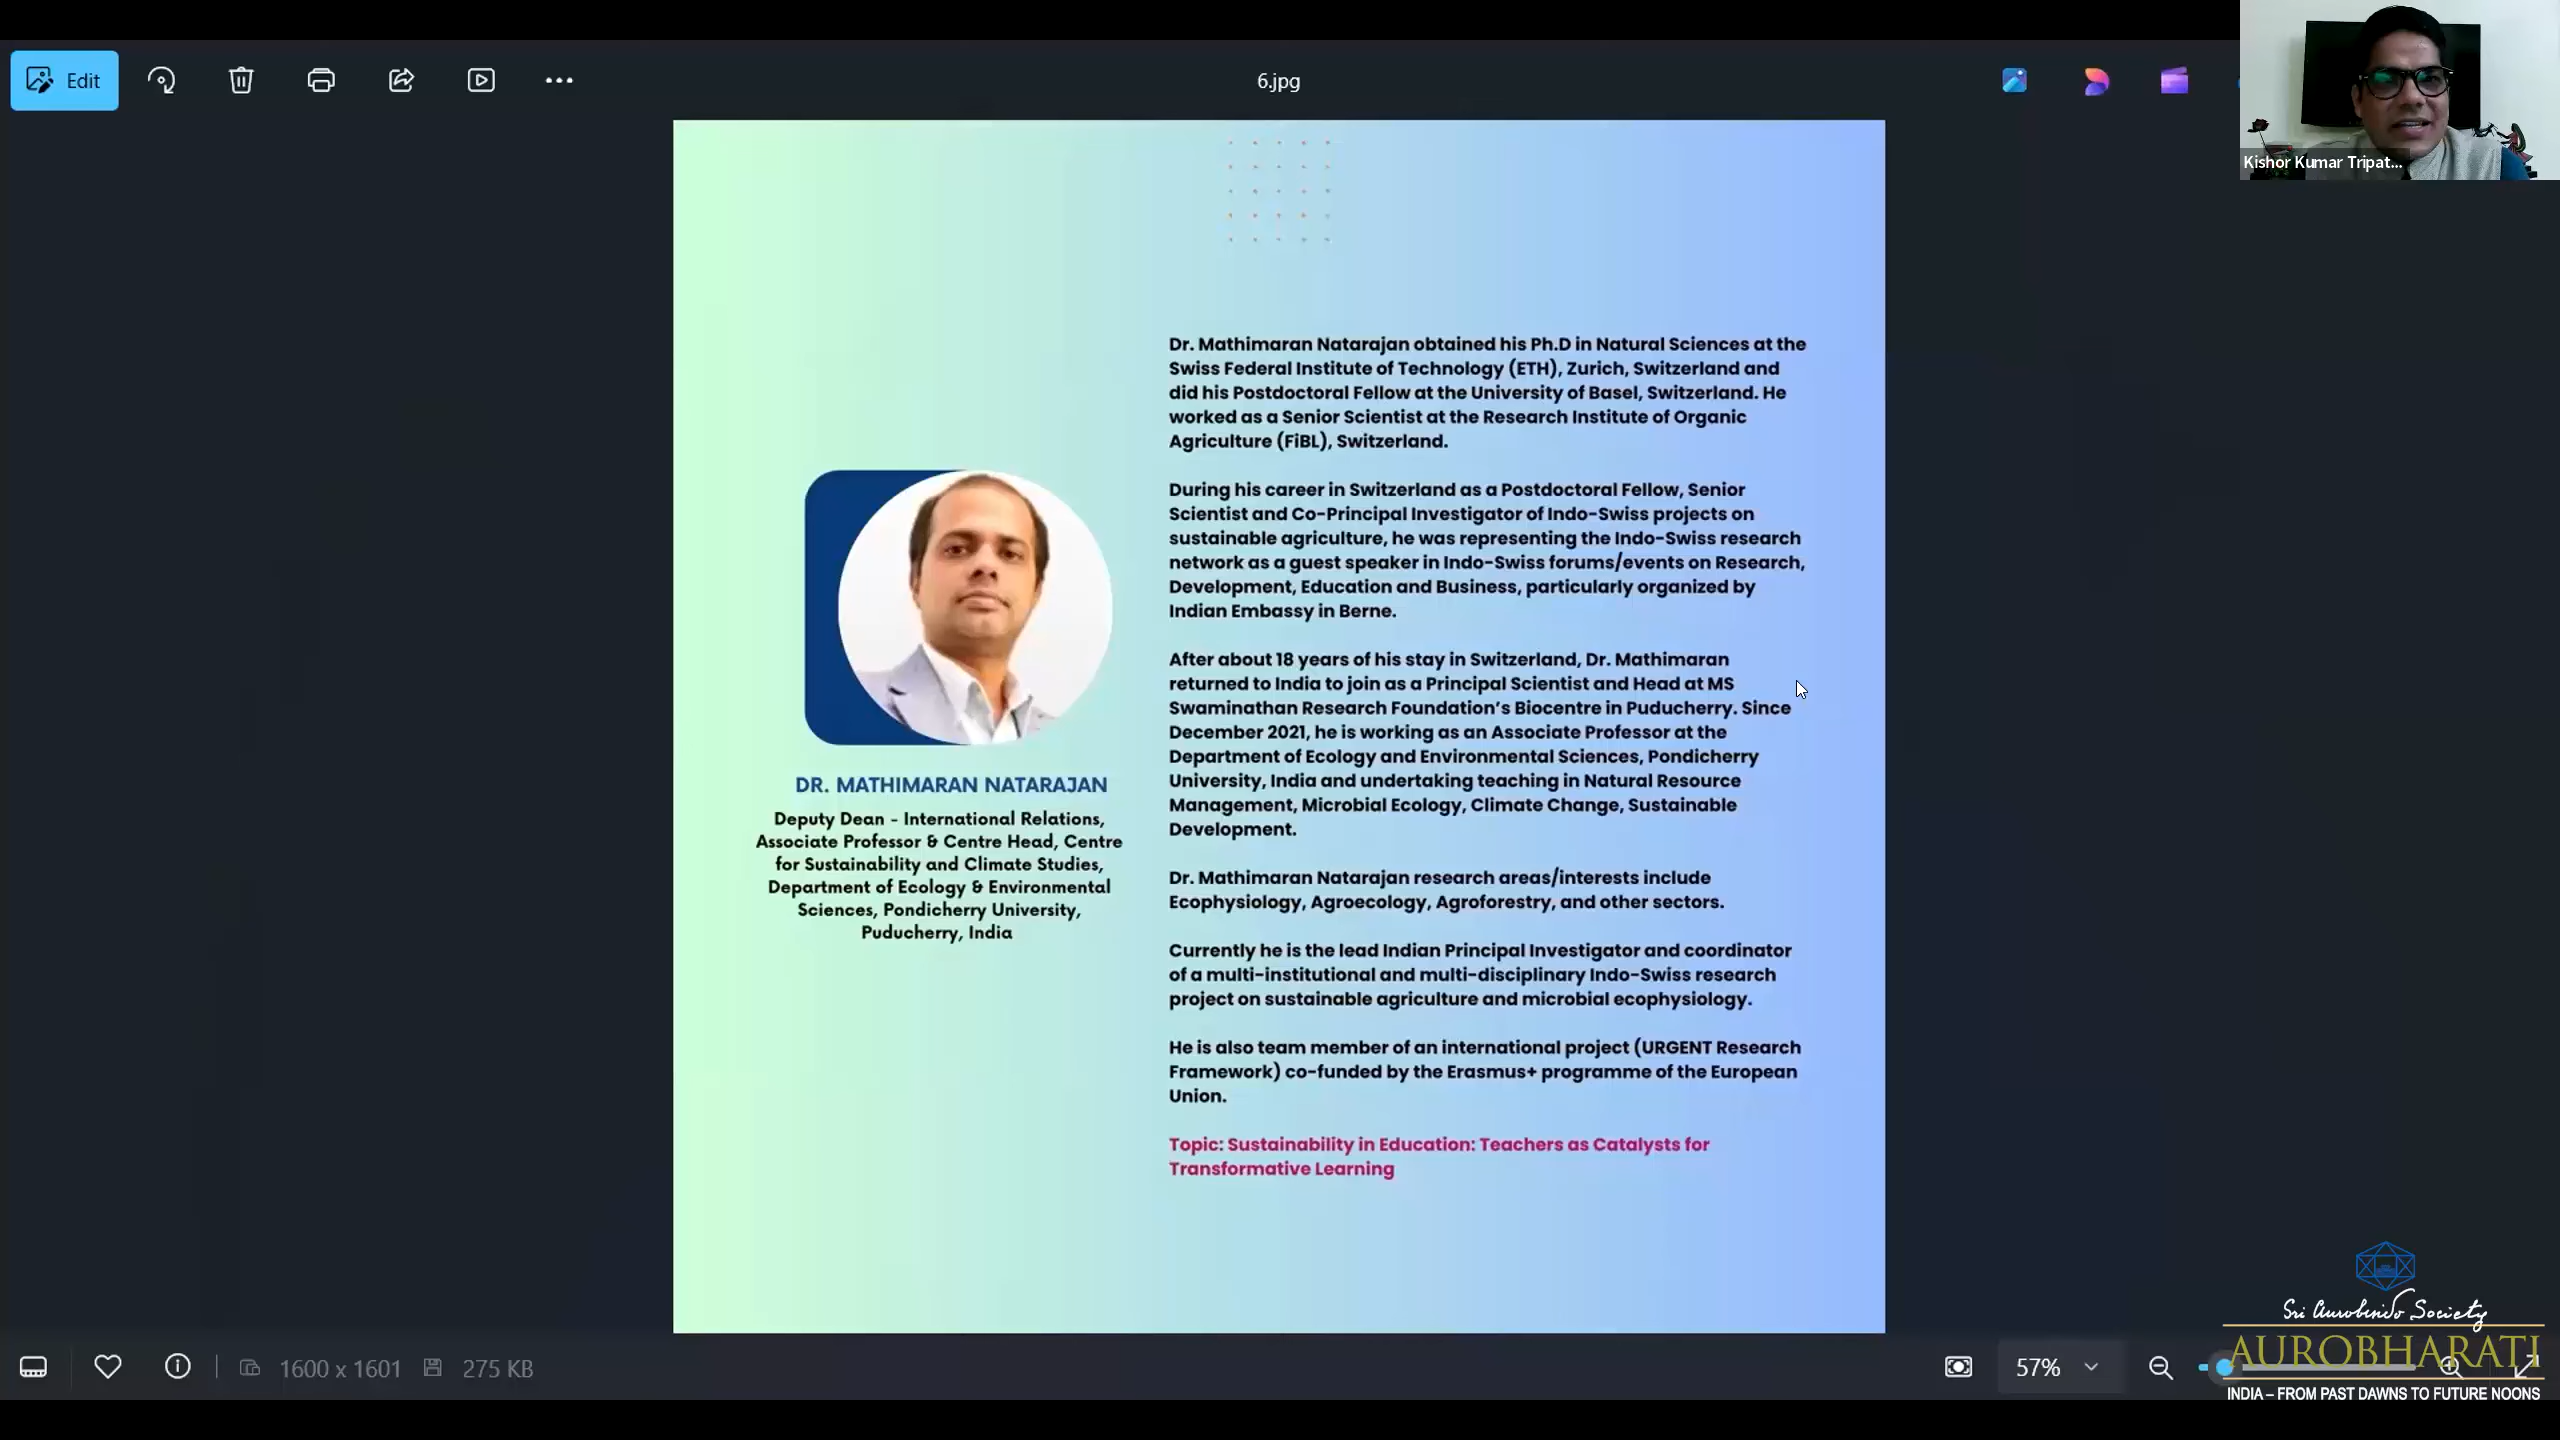 Edit
6.jpg
Kishor Kumar Tripat...
Dr. Mathimaran Natarajan obtained his Ph.D in Natural Sciences at the
Swiss Federal Institute of Technology (ETH), Zurich, Switzerland and
did his Postdoctoral Fellow at the University of Basel, Switzerland. He
worked as a Senior Scientist at the Research Institute of Organic
Agriculture (FiBL), Switzerland.
During his career in Switzerland as a Postdoctoral Fellow, Senior
Scientist and Co-Principal Investigator of Indo-Swiss projects on
sustainable agriculture, he was representing the Indo-Swiss research
network as a guest speaker in Indo-Swiss forums/events on Research,
Development, Education and Business, particularly organized by
Indian Embassy in Berne.
After about 18 years of his stay in Switzerland, Dr. Mathimaran
returned to India to join as a Principal Scientist and Head at MS
Swaminathan Research Foundation's Biocentre in Puducherry. Since
December 2021, he is working as an Associate Professor at the
Department of Ecology and Environmental Sciences, Pondicherry
University, India and undertaking teaching in Natural Resource
Management, Microbial Ecology, Climate Change, Sustainable
Development.
Dr. Mathimaran Natarajan research areas/interests include
Ecophysiology, Agroecology, Agroforestry, and other sectors.
Currently he is the lead Indian Principal Investigator and coordinator
of a multi-institutional and multi-disciplinary Indo-Swiss research
project on sustainable agriculture and microbial ecophysiology.
He is also team member of an international project (URGENT Research
Framework) co-funded by the Erasmus+ programme of the European
Union.
Topic: Sustainability in Education: Teachers as Catalysts for
Transformative Learning
DR. MATHIMARAN NATARAJAN
Deputy Dean - International Relations,
Associate Professor & Centre Head, Centre
for Sustainability and Climate Studies,
Department of Ecology & Environmental
Sciences, Pondicherry University,
Puducherry, India
1600 x 1601
275 KB
57%
Sri Aurobindo Society
AUROBHARATI
INDIA – FROM PAST DAWNS TO FUTURE NOONS